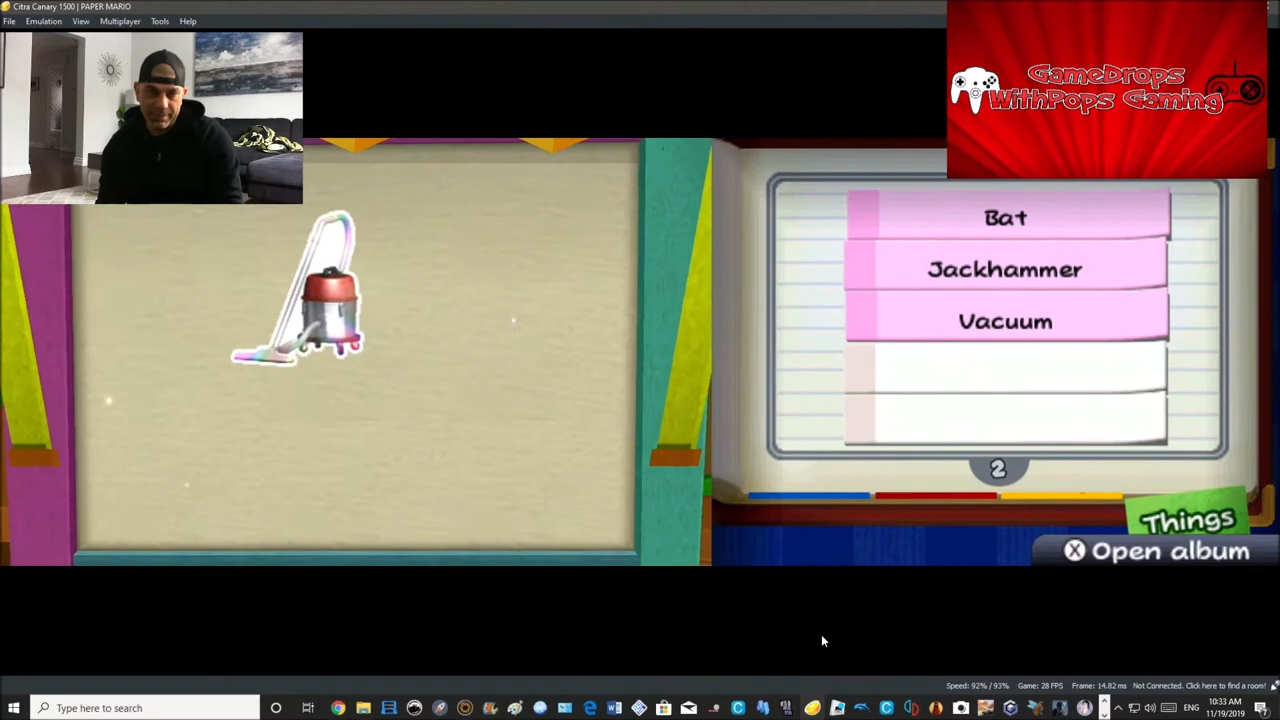 Citra Canary 1500 | PAPER MARIO
File Emulation View Multiplayer Tools Help
GameDrops
WithPops Gaming
Bat
Jackhammer
Vacuum
2
Things
X Open album
Speed: 92% / 93% Game: 28 FPS Frame: 14.82 ms Not Connected. Click here to find a room!
Type here to search
ENG
10:33 AM
11/19/2019